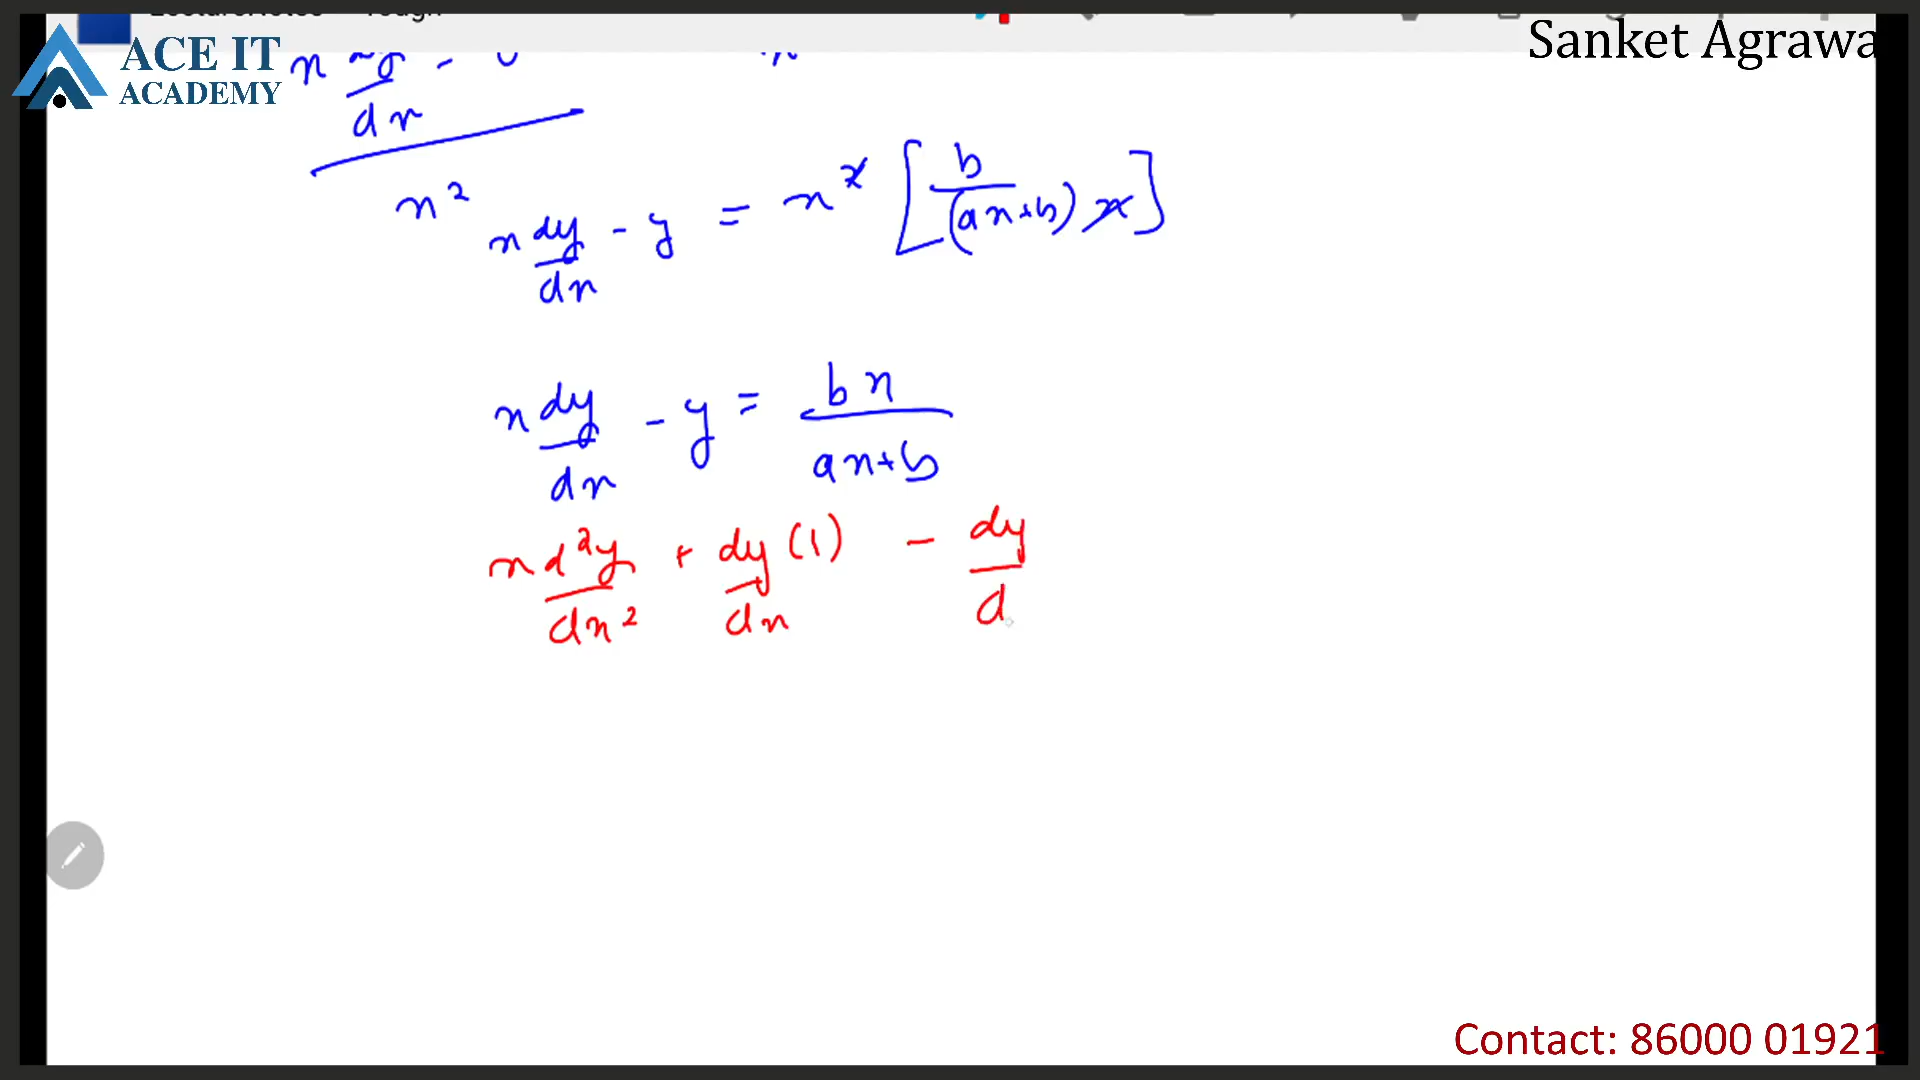 Sanket Agrawa
ACE IT
ACADEMY
dx
x² x dy/dx - y = x² [b/(ax+b)x]
x dy/dx - y = bx/ax+b
x d²y/dx² + dy/dx (1) - dy/d
Contact: 86000 01921